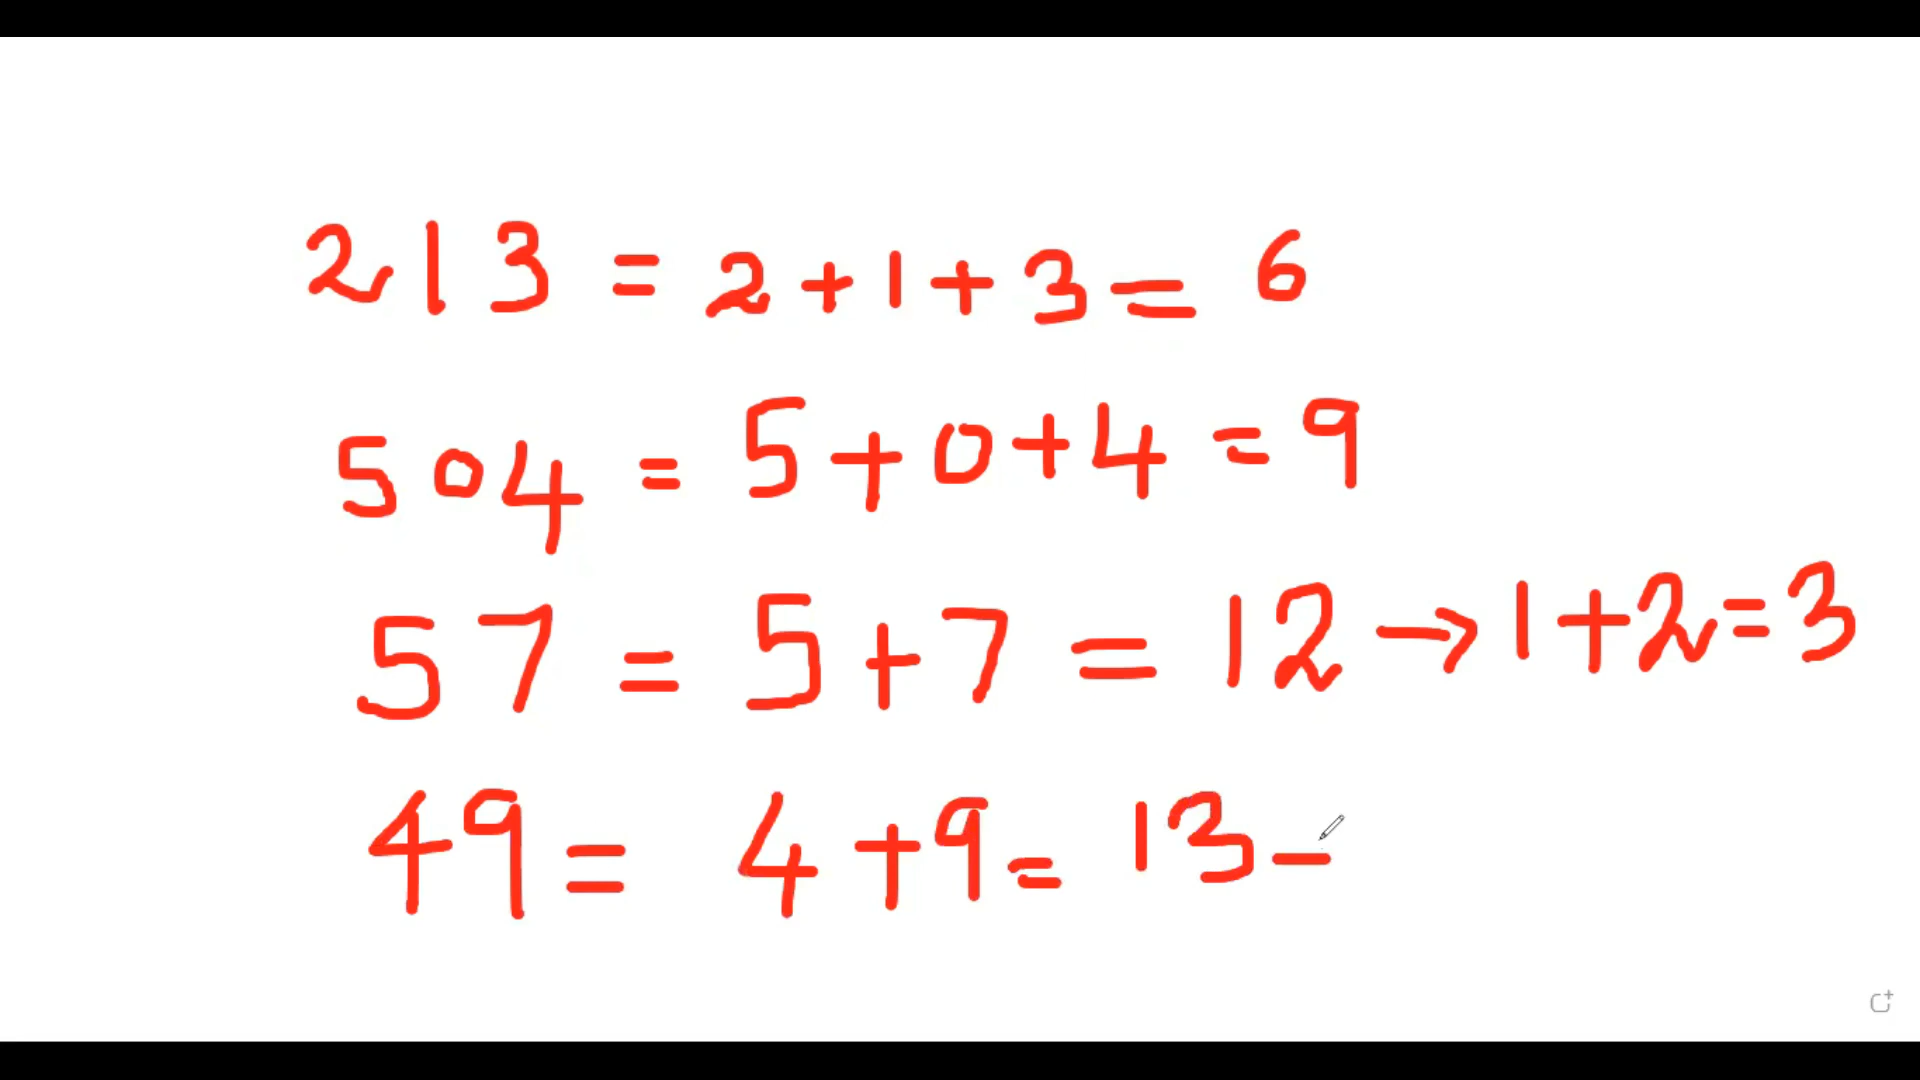 213 = 2+1+3 = 6
504 = 5+0+4 = 9
57 = 5+7 = 12 → 1+2=3
49 = 4+9 = 13 -